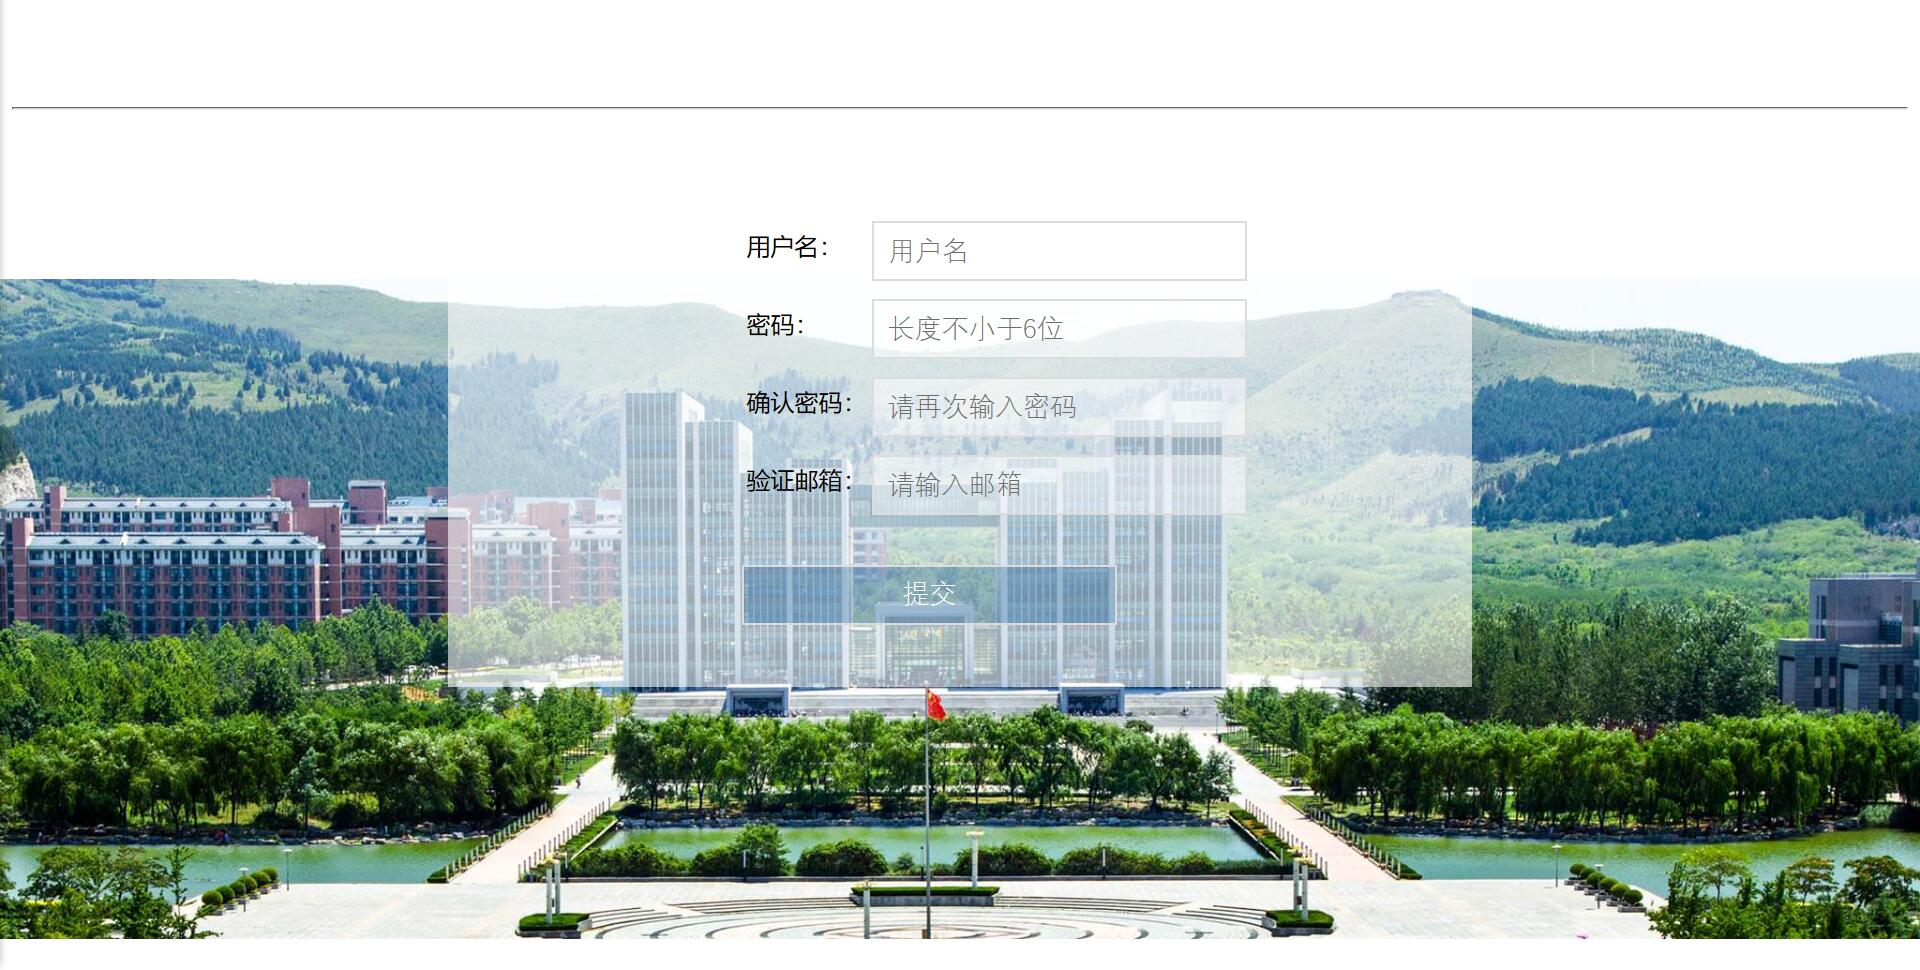 用户名： 用户名
密码： 长度不小于6位
确认密码： 请再次输入密码
验证邮箱： 请输入邮箱
提交